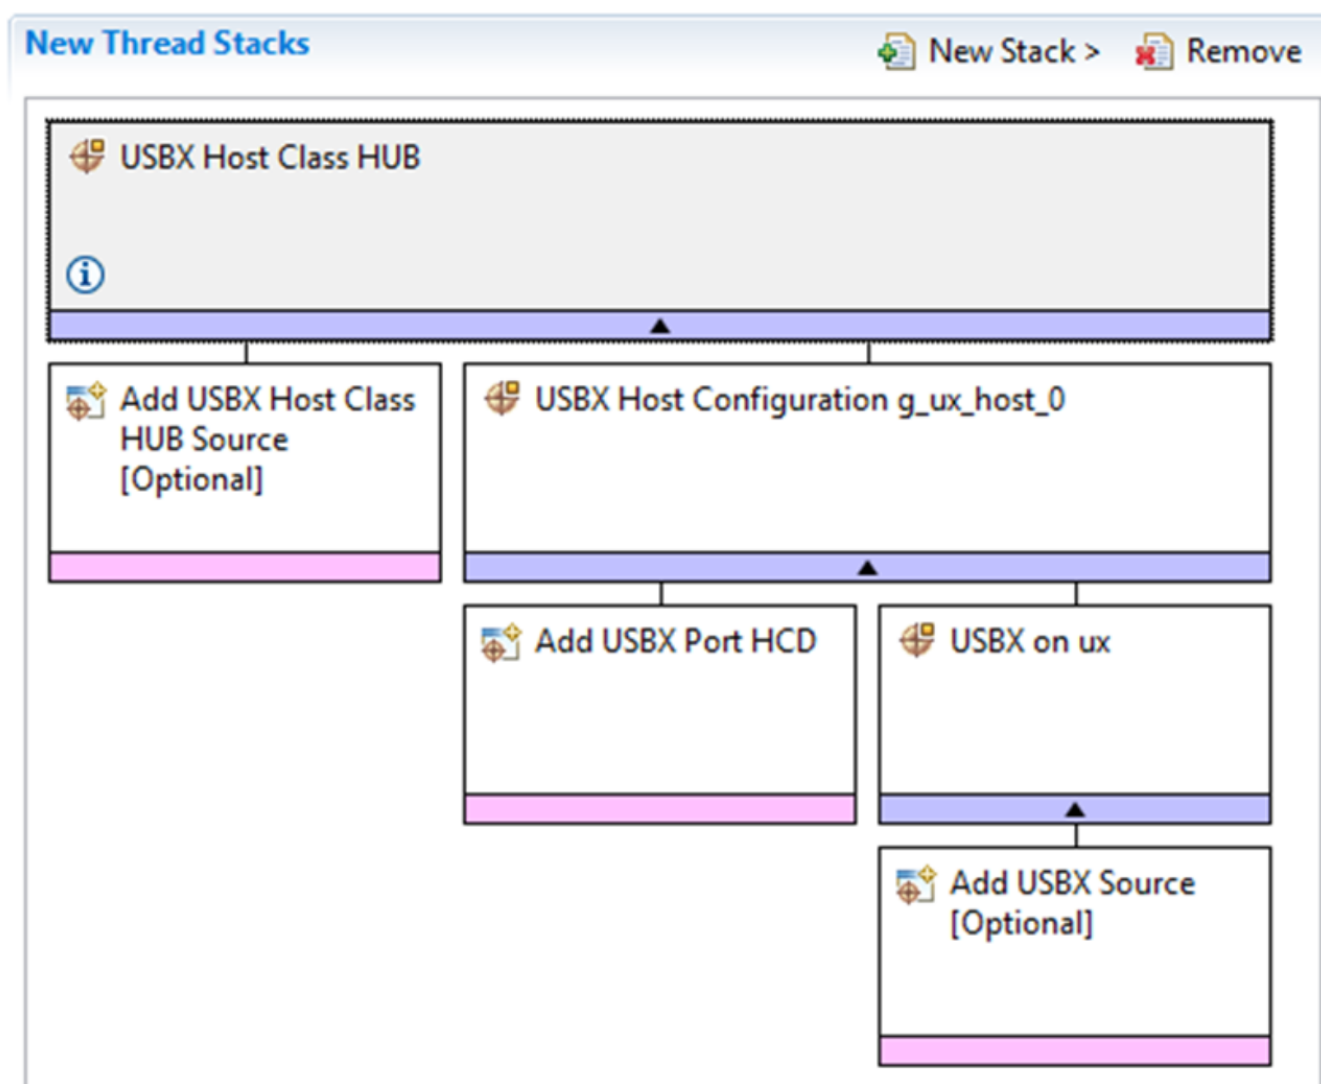 New Thread Stacks
New Stack >
Remove
USBX Host Class HUB
Add USBX Host Class
HUB Source
[Optional]
USBX Host Configuration g_ux_host_0
Add USBX Port HCD
USBX on ux
Add USBX Source
[Optional]